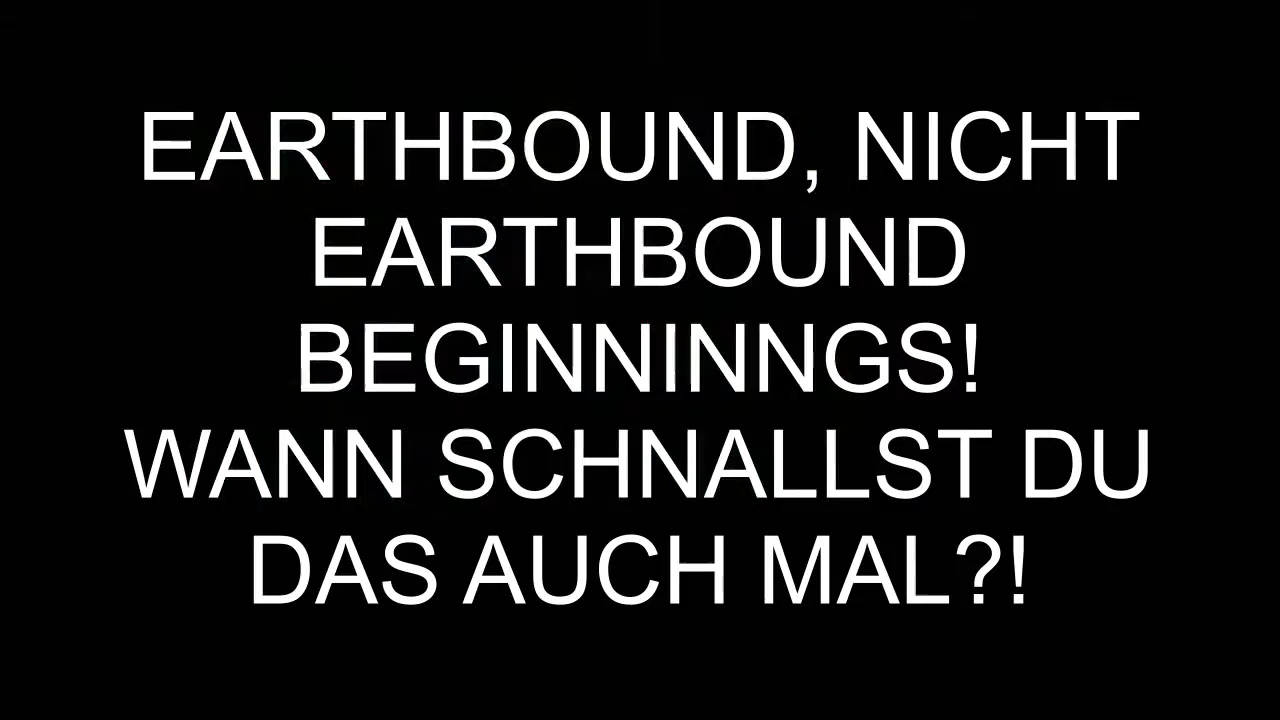 EARTHBOUND, NICHT
EARTHBOUND
BEGINNINNGS!
WANN SCHNALLST DU
DAS AUCH MAL?!